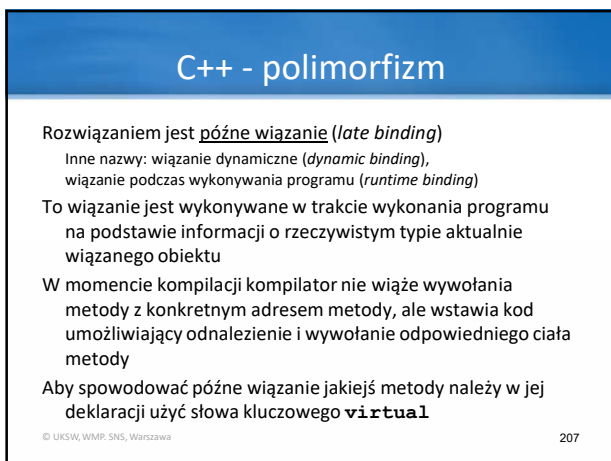 C++ - polimorfizm
Rozwiązaniem jest późne wiązanie (late binding)
Inne nazwy: wiązanie dynamiczne (dynamic binding),
wiązanie podczas wykonywania programu (runtime binding)
To wiązanie jest wykonywane w trakcie wykonania programu
na podstawie informacji o rzeczywistym typie aktualnie
wiązanego obiektu
W momencie kompilacji kompilator nie wiąże wywołania
metody z konkretnym adresem metody, ale wstawia kod
umożliwiający odnalezienie i wywołanie odpowiedniego ciała
metody
Aby spowodować późne wiązanie jakiejś metody należy w jej
deklaracji użyć słowa kluczowego virtual
© UKSW, WMP. SNS, Warszawa
207